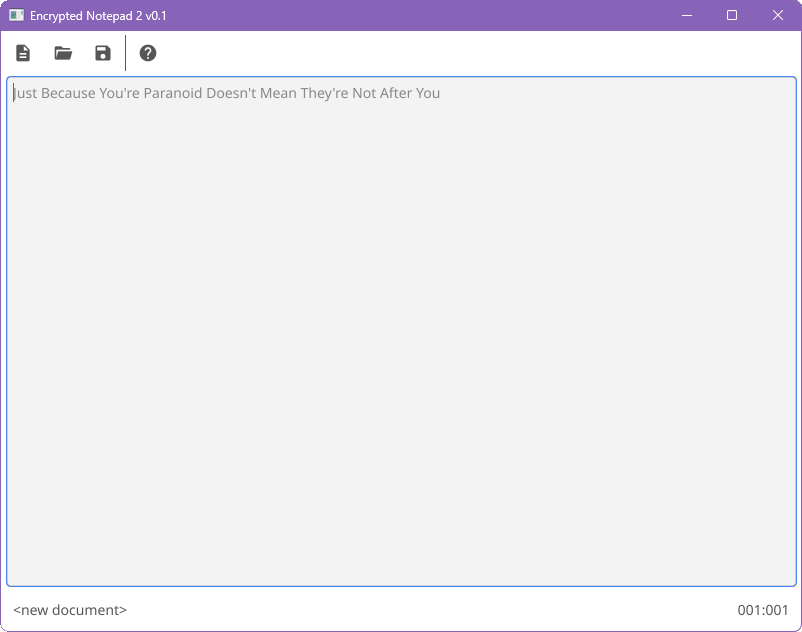 Encrypted Notepad 2 v0.1
Just Because You're Paranoid Doesn't Mean They're Not After You
<new document>
001:001